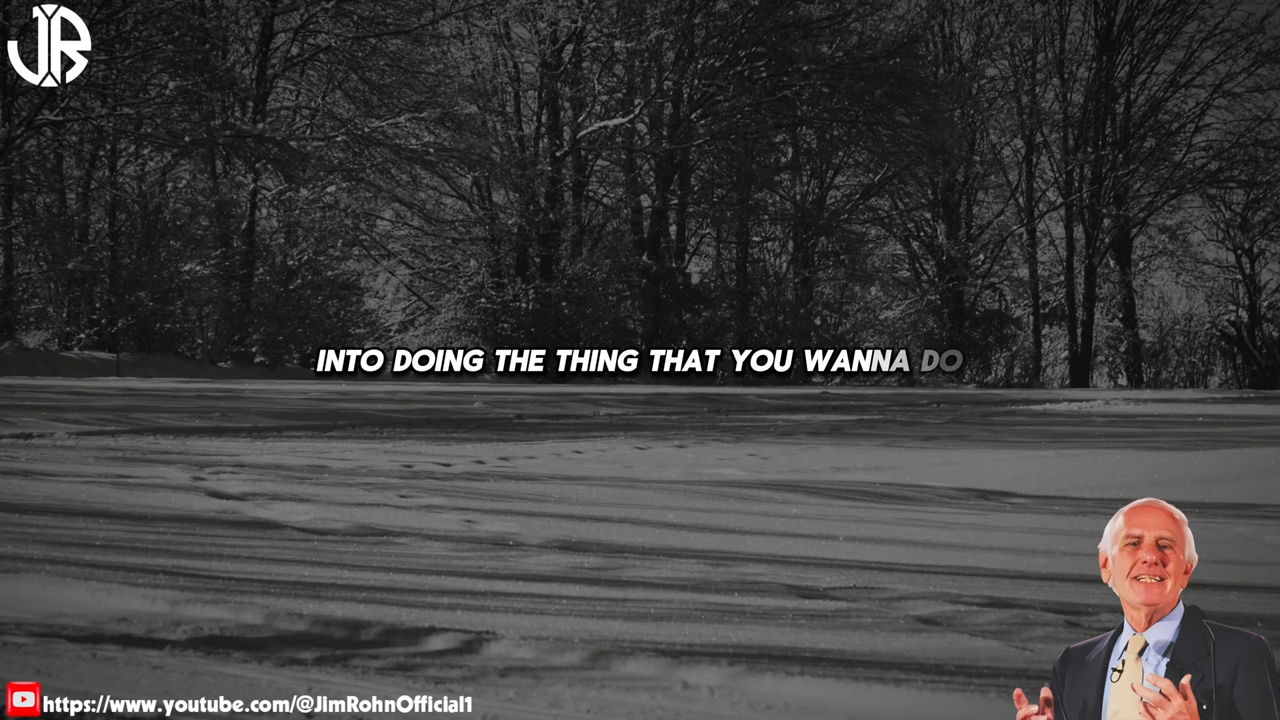 JR
INTO DOING THE THING THAT YOU WANNA DO
https://www.youtube.com/@JimRohnOfficial1